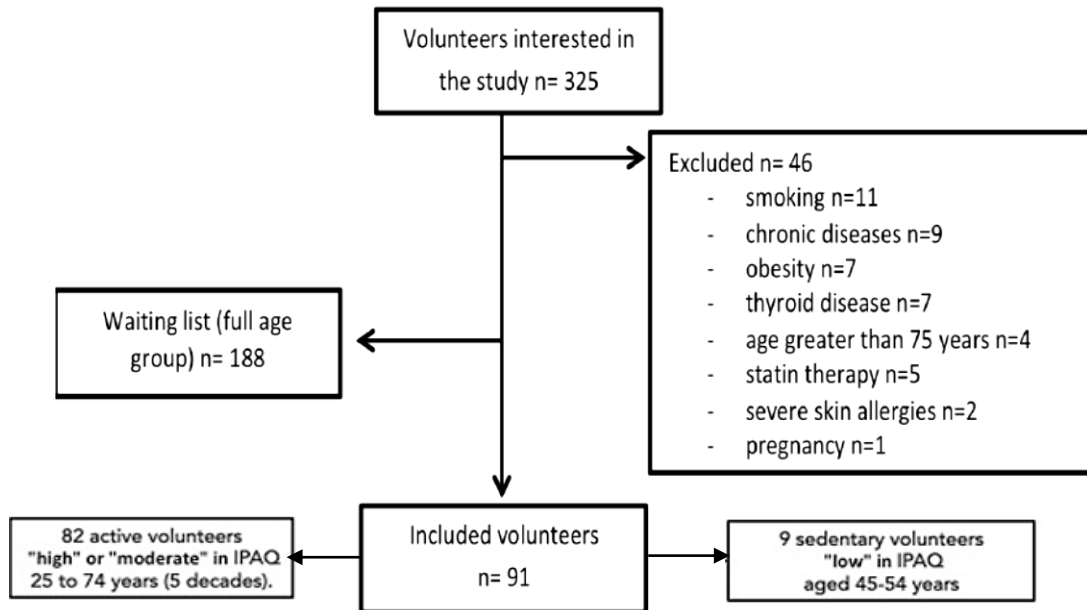 Volunteers interested in
the study n= 325
Excluded n= 46
- smoking n=11
- chronic diseases n=9
- obesity n=7
- thyroid disease n=7
- age greater than 75 years n=4
- statin therapy n=5
- severe skin allergies n=2
- pregnancy n=1
Waiting list (full age
group) n= 188
82 active volunteers
"high" or "moderate" in IPAQ
25 to 74 years (5 decades).
Included volunteers
n= 91
9 sedentary volunteers
"low" in IPAQ
aged 45-54 years